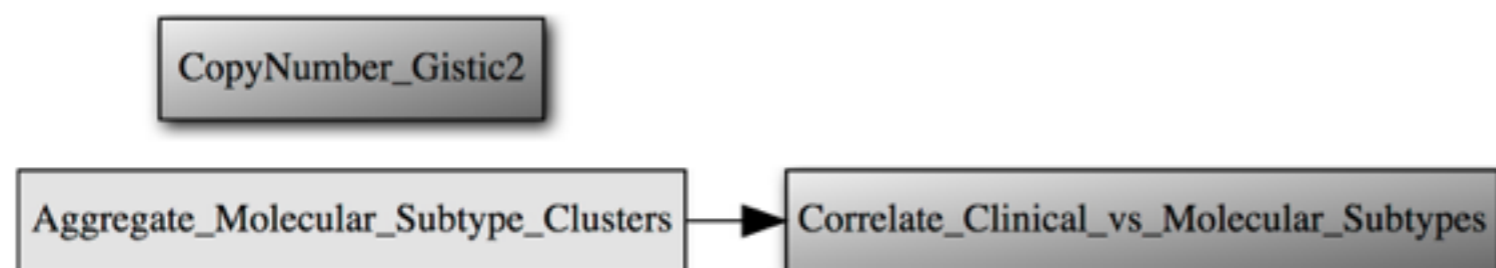 CopyNumber_Gistic2
Aggregate_Molecular_Subtype_Clusters
Correlate_Clinical_vs_Molecular_Subtypes